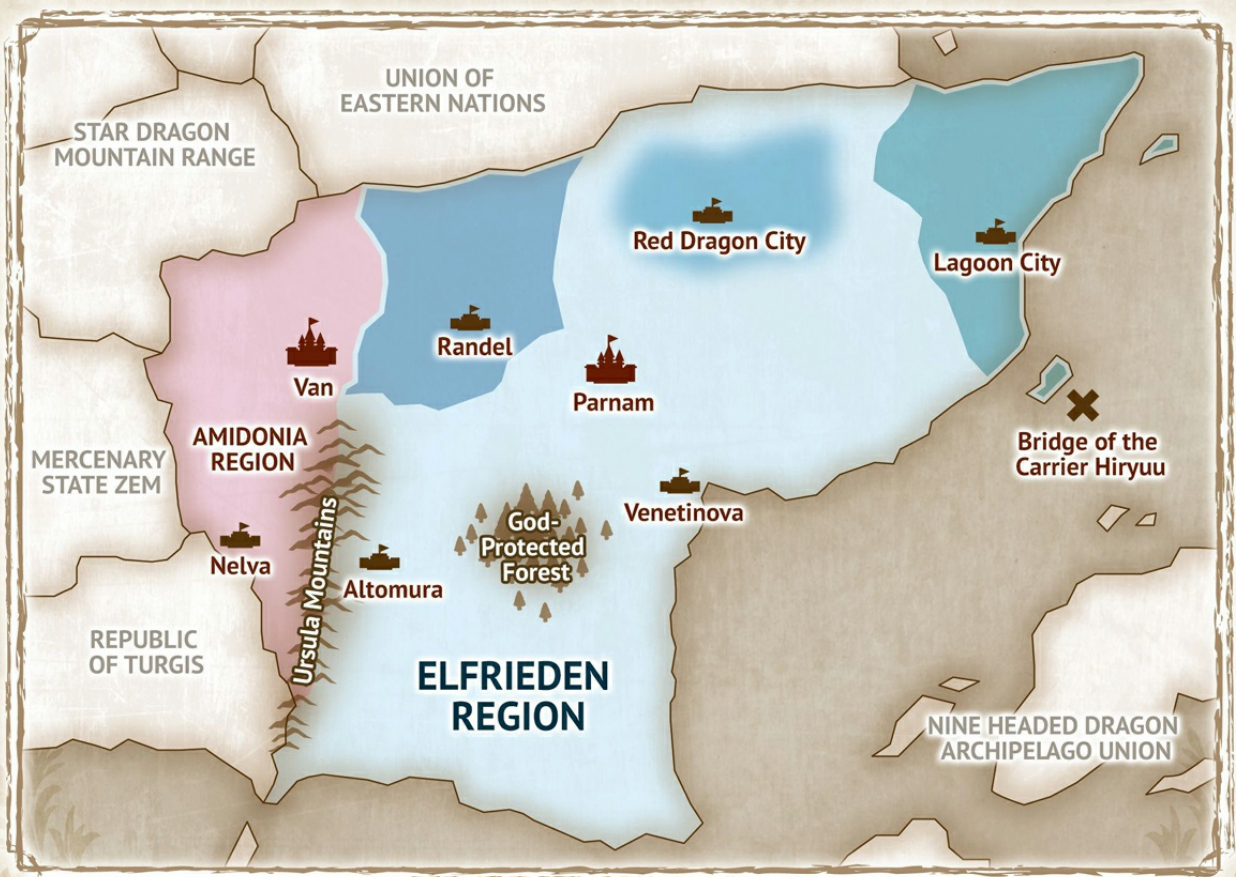 UNION OF
EASTERN NATIONS
STAR DRAGON
MOUNTAIN RANGE
Red Dragon City
Lagoon City
Randel
Van
Parnam
AMIDONIA
REGION
MERCENARY
STATE ZEM
Bridge of the
Carrier Hiryuu
Venetinova
God-
Protected
Forest
Nelva
Ursula Mountains
Altomura
REPUBLIC
OF TURGIS
ELFRIEDEN
REGION
NINE HEADED DRAGON
ARCHIPELAGO UNION